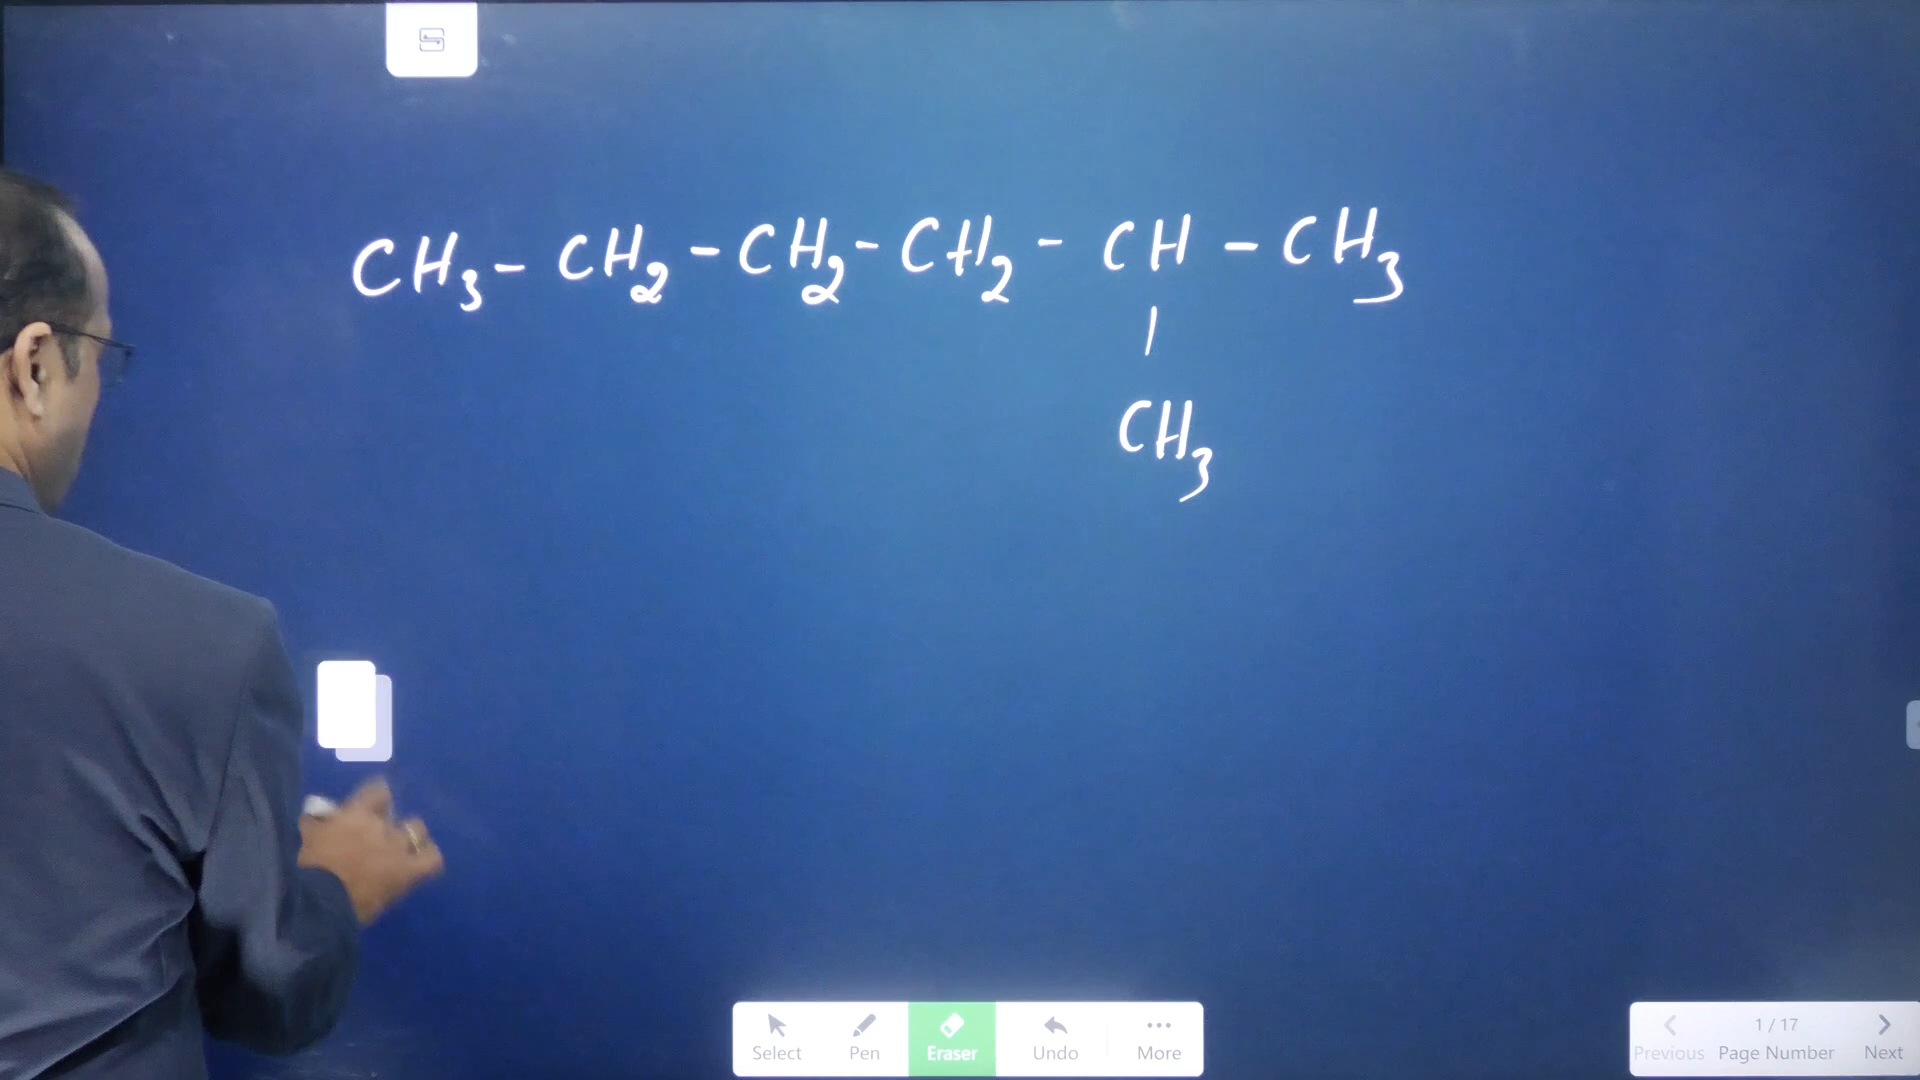 CH₃ - CH₂ - CH₂ - CH₂ - CH - CH₃
|
CH₃
Select Pen Eraser Undo More
1 / 17
Previous Page Number Next